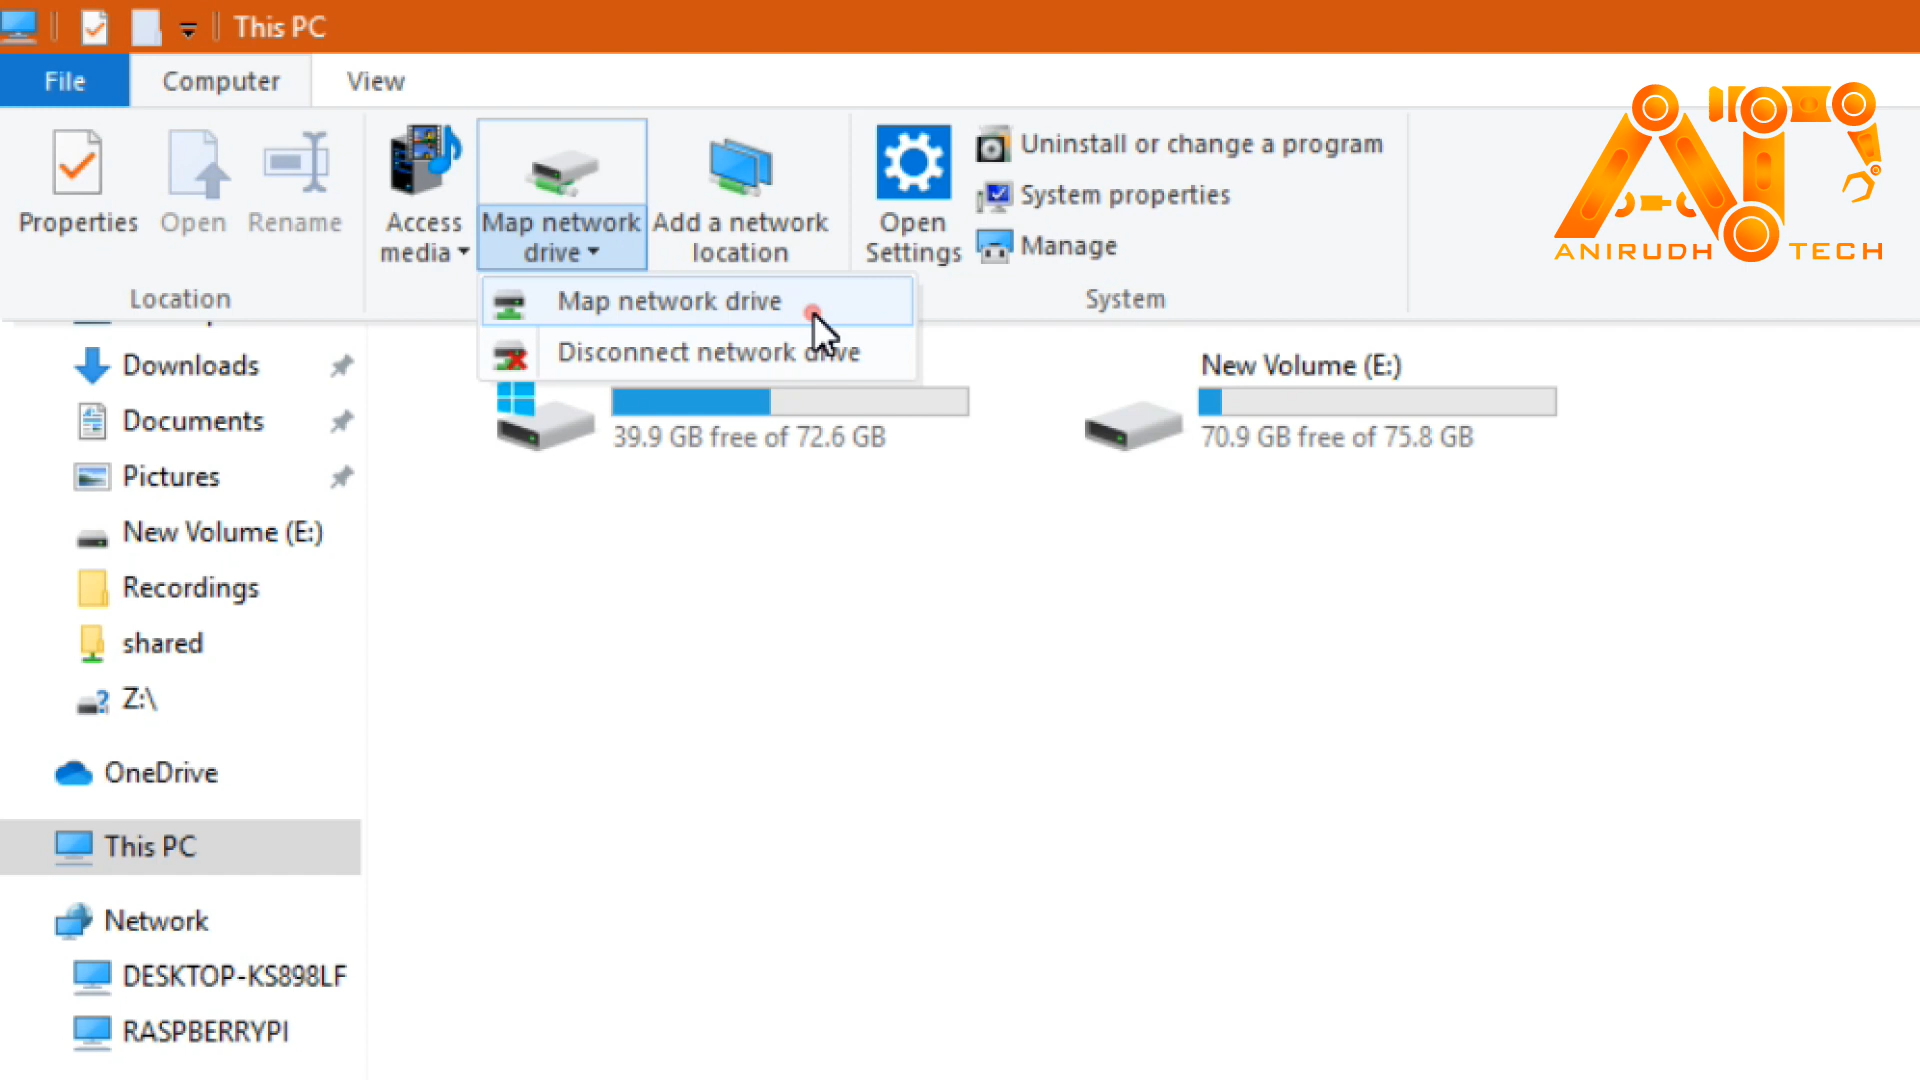 This PC
File
Computer
View
Properties
Open
Rename
Access
media
Map network
drive
Add a network
location
Open
Settings
Uninstall or change a program
System properties
Manage
Location
System
Map network drive
Disconnect network drive
ANIRUDH TECH
Downloads
Documents
Pictures
New Volume (E:)
Recordings
shared
Z:\
OneDrive
This PC
Network
DESKTOP-KS898LF
RASPBERRYPI
39.9 GB free of 72.6 GB
New Volume (E:)
70.9 GB free of 75.8 GB